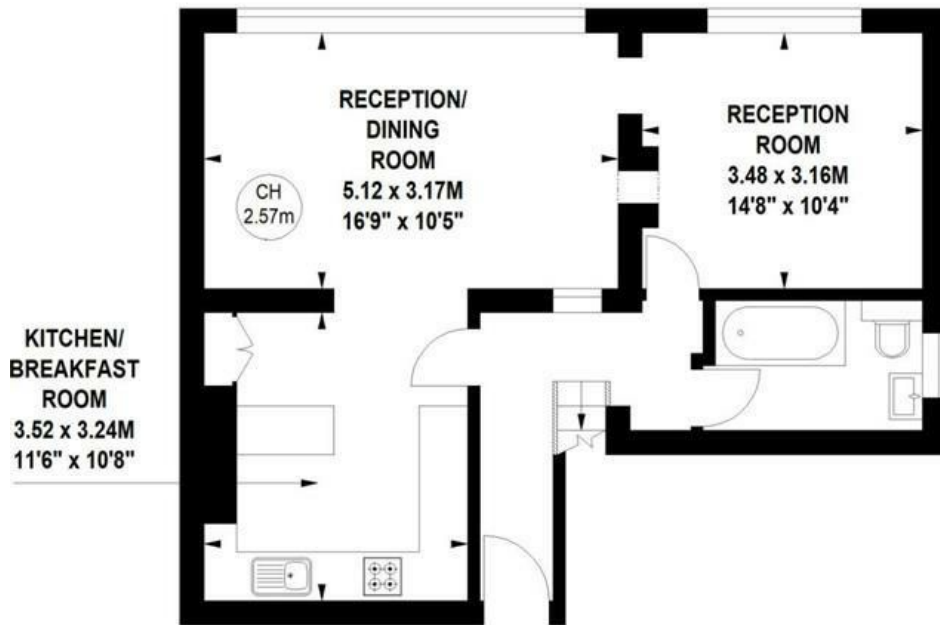 RECEPTION/
DINING
ROOM
5.12 x 3.17M
16'9" x 10'5"
CH
2.57m
RECEPTION
ROOM
3.48 x 3.16M
14'8" x 10'4"
KITCHEN/
BREAKFAST
ROOM
3.52 x 3.24M
11'6" x 10'8"